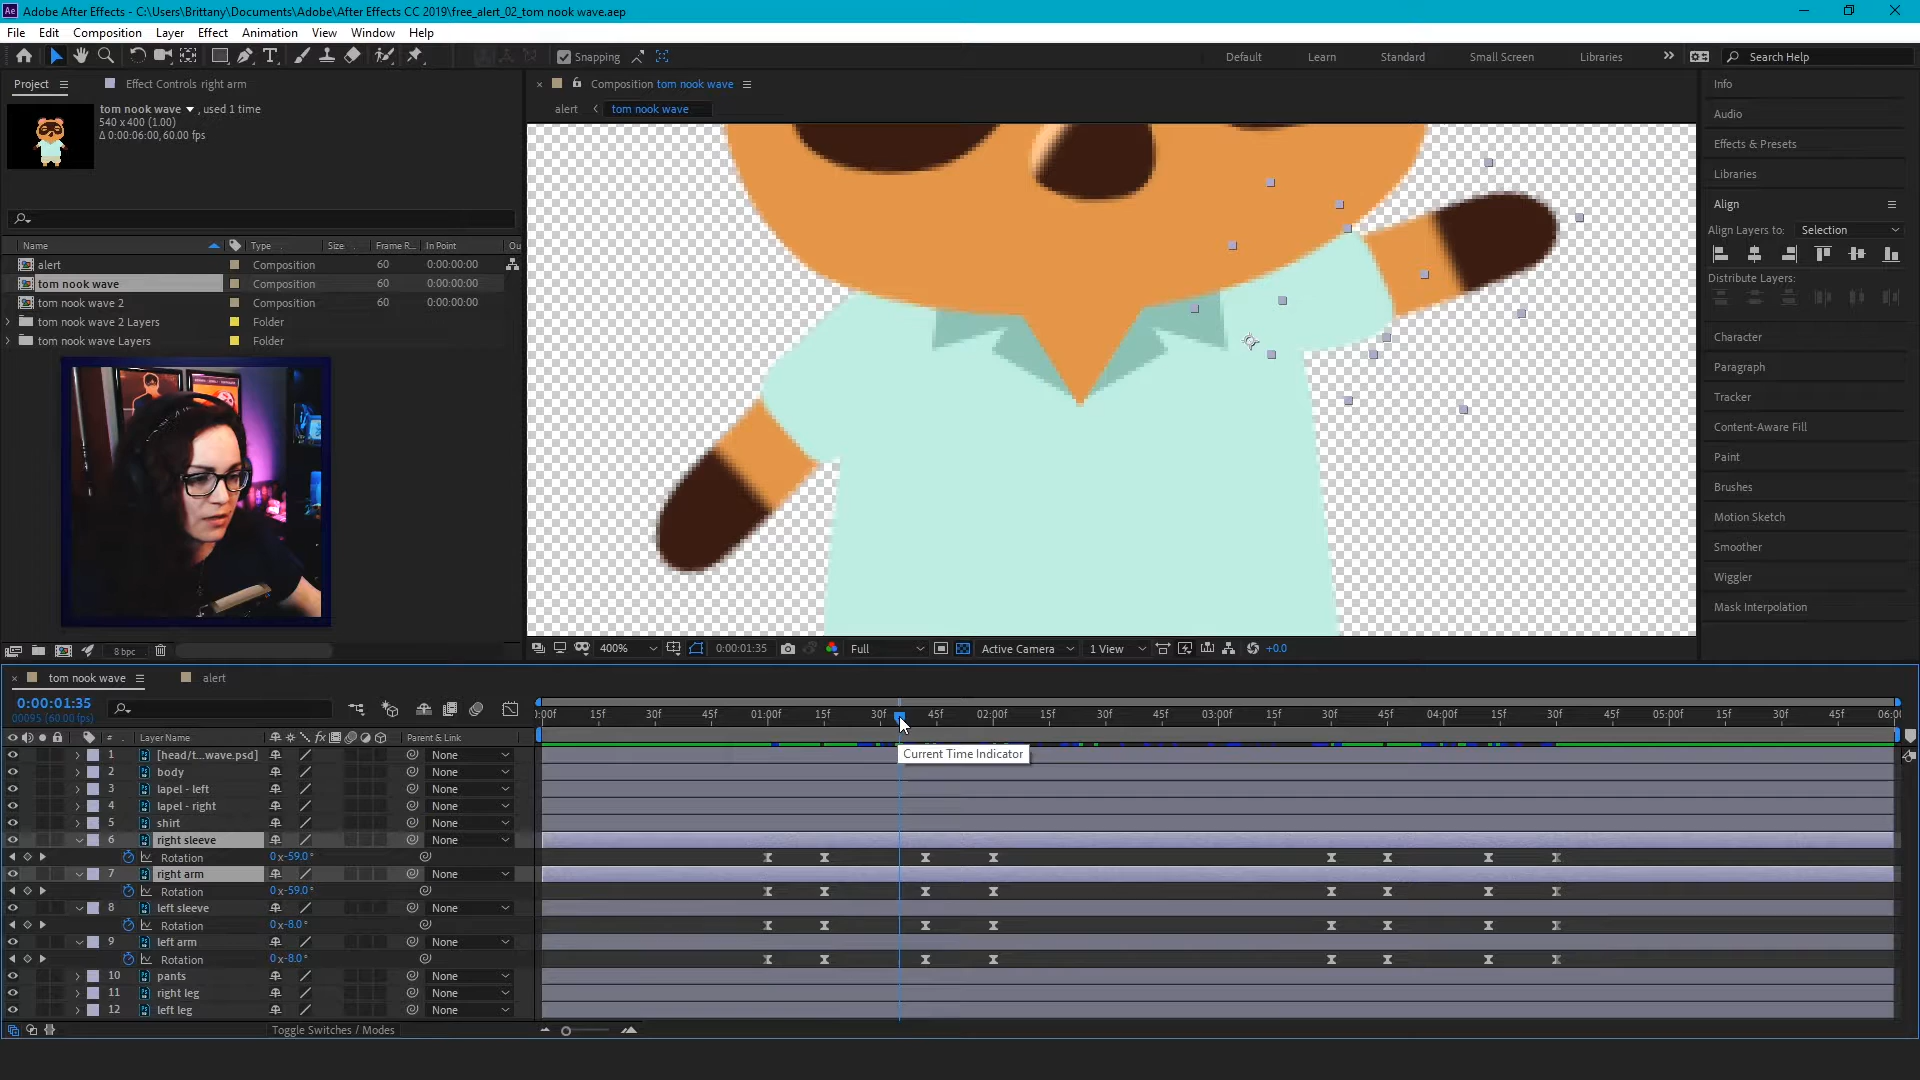 Adobe After Effects - C:\Users\Brittany\Documents\Adobe\After Effects CC 2019\free_alert_02_tom nook wave.aep
File Edit Composition Layer Effect Animation View Window Help
Snapping Default Learn Standard Small Screen Libraries Search Help
Project Effect Controls right arm
tom nook wave , used 1 time
540 x 400 (1.00)
Δ 0:00:06:00, 60.00 fps
Composition tom nook wave
alert tom nook wave
Name Type Size Frame R... In Point Ou
alert Composition 60 0:00:00:00
tom nook wave Composition 60 0:00:00:00
tom nook wave 2 Composition 60 0:00:00:00
tom nook wave 2 Layers Folder
tom nook wave Layers Folder
8 bpc
400% 0:00:01:35 Full Active Camera 1 View +0.0
Info
Audio
Effects & Presets
Libraries
Align
Align Layers to: Selection
Distribute Layers:
Character
Paragraph
Tracker
Content-Aware Fill
Paint
Brushes
Motion Sketch
Smoother
Wiggler
Mask Interpolation
tom nook wave alert
0:00:01:35
00095 (60.00 fps)
):00f 15f 30f 45f 01:00f 15f 30f 45f 02:00f 15f 30f 45f 03:00f 15f 30f 45f 04:00f 15f 30f 45f 05:00f 15f 30f 45f 06:00
# Layer Name Parent & Link
Current Time Indicator
1 [head/t...wave.psd] None
2 body None
3 lapel - left None
4 lapel - right None
5 shirt None
6 right sleeve None
Rotation 0x-59.0°
7 right arm None
Rotation 0x-59.0°
8 left sleeve None
Rotation 0x-8.0°
9 left arm None
Rotation 0x-8.0°
10 pants None
11 right leg None
12 left leg None
Toggle Switches / Modes